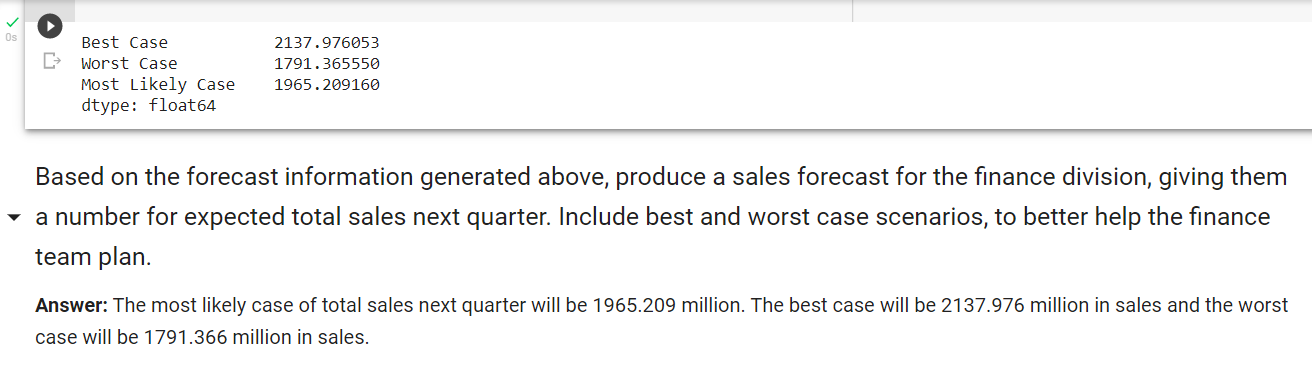 0s
Best Case 2137.976053
Worst Case 1791.365550
Most Likely Case 1965.209160
dtype: float64
Based on the forecast information generated above, produce a sales forecast for the finance division, giving them
a number for expected total sales next quarter. Include best and worst case scenarios, to better help the finance
team plan.
Answer: The most likely case of total sales next quarter will be 1965.209 million. The best case will be 2137.976 million in sales and the worst
case will be 1791.366 million in sales.